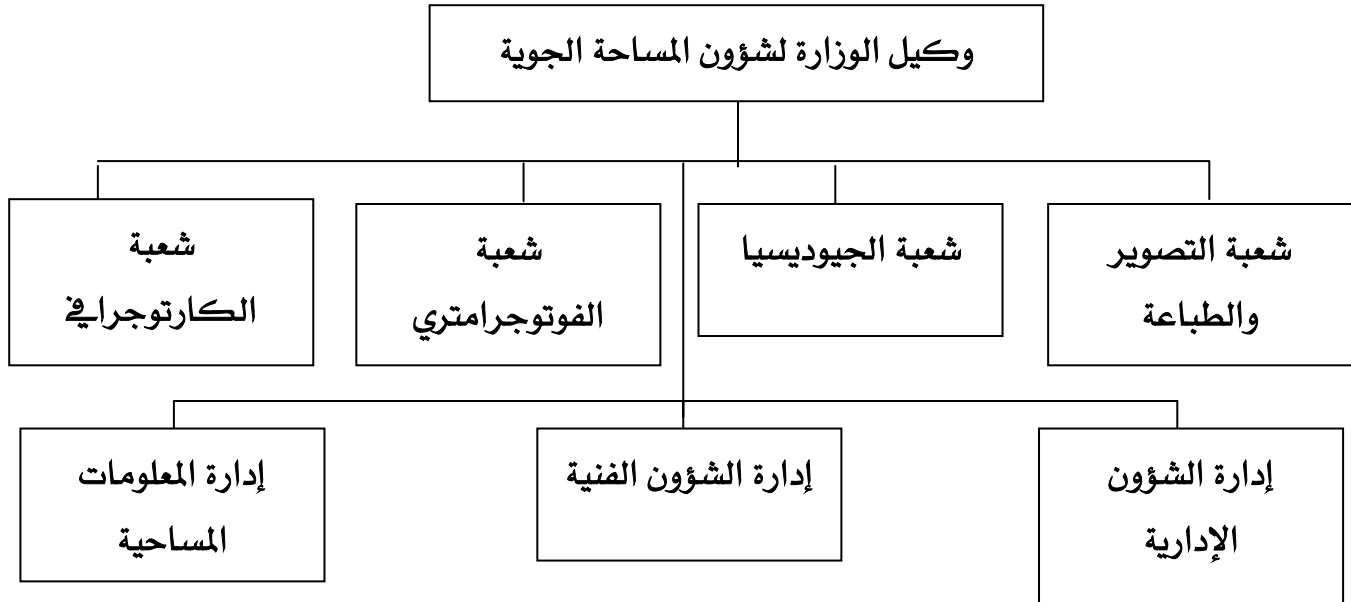 وكيل الوزارة لشؤون المساحة الجوية
شعبة التصوير
والطباعة
شعبة الجيوديسيا
شعبة
الفوتوجرامتري
شعبة
الكارتوجرافي
إدارة الشؤون
الإدارية
إدارة الشؤون الفنية
إدارة المعلومات
المساحية